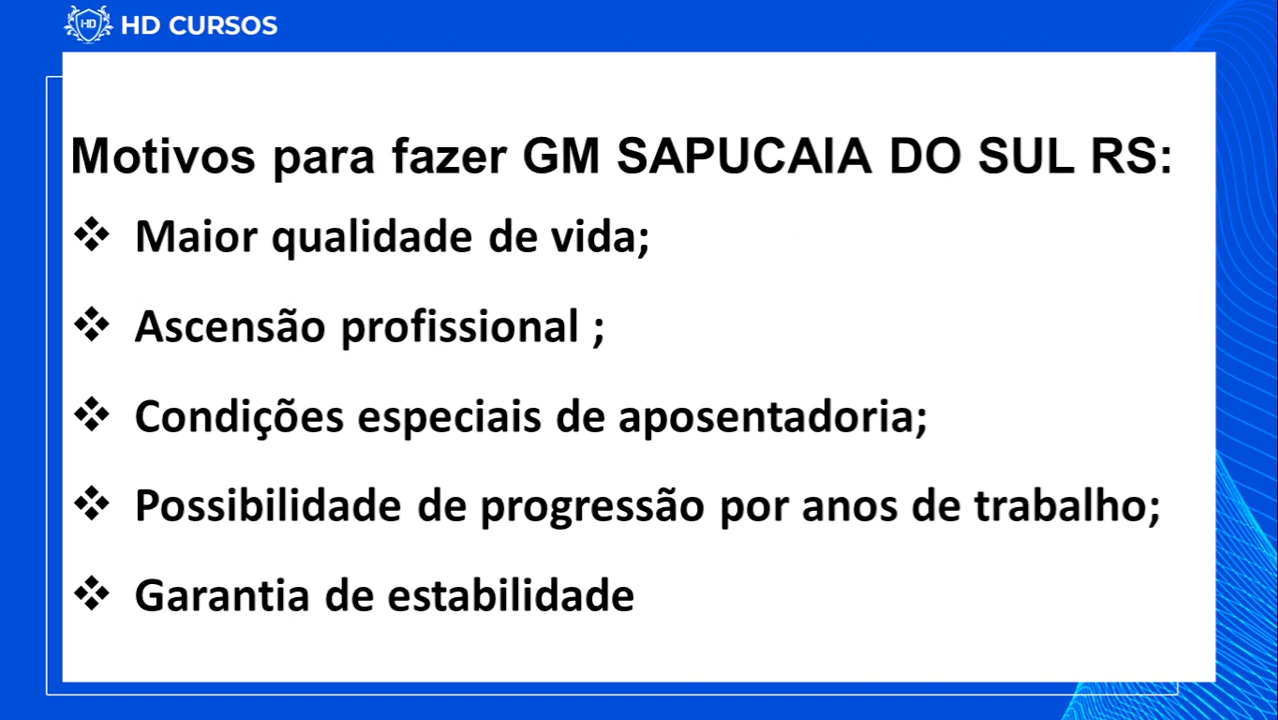 HD CURSOS
Motivos para fazer GM SAPUCAIA DO SUL RS:
❖ Maior qualidade de vida;
❖ Ascensão profissional ;
❖ Condições especiais de aposentadoria;
❖ Possibilidade de progressão por anos de trabalho;
❖ Garantia de estabilidade